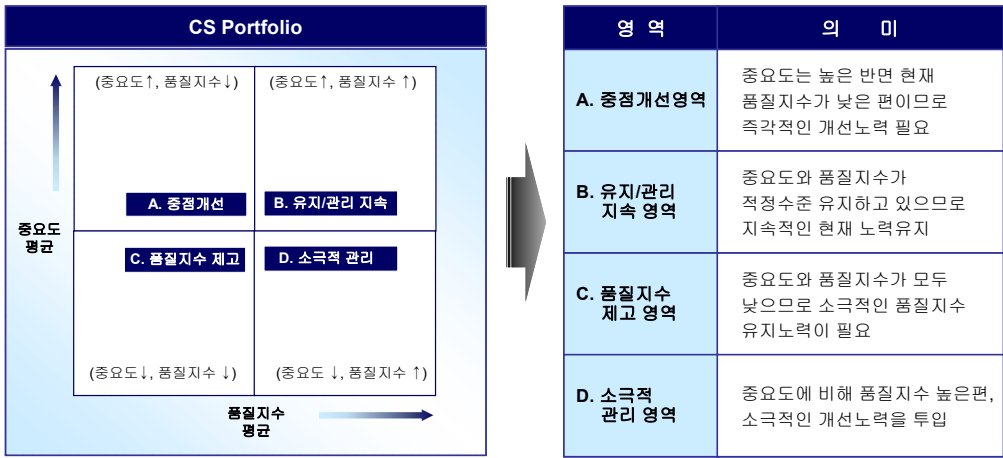 CS Portfolio
(중요도↑, 품질지수↓)
(중요도↑, 품질지수 ↑)
A. 중점개선
B. 유지/관리 지속
중요도
평균
C. 품질지수 제고
D. 소극적 관리
(중요도↓, 품질지수 ↓)
(중요도 ↓, 품질지수 ↑)
품질지수
평균
영 역
의 미
A. 중점개선영역
중요도는 높은 반면 현재
품질지수가 낮은 편이므로
즉각적인 개선노력 필요
B. 유지/관리
지속 영역
중요도와 품질지수가
적정수준 유지하고 있으므로
지속적인 현재 노력유지
C. 품질지수
제고 영역
중요도와 품질지수가 모두
낮으므로 소극적인 품질지수
유지노력이 필요
D. 소극적
관리 영역
중요도에 비해 품질지수 높은편,
소극적인 개선노력을 투입